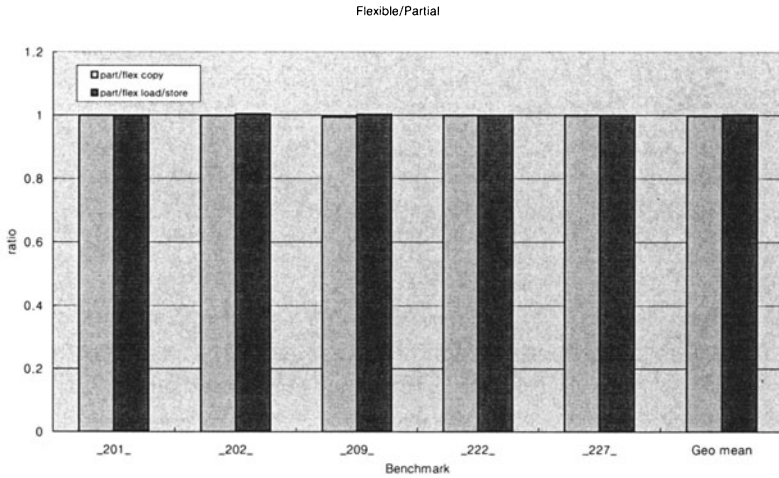 Flexible/Partial
1.2
part/flex copy
part/flex load/store
1
0.8
0.6
0.4
0.2
0
ratio
_201_ _202_ _209_ _222_ _227_ Geo mean
Benchmark